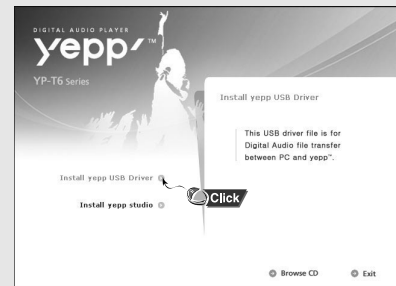 DIGITAL AUDIO PLAYER
yepp'™
YP-T6 Series
Install yepp USB Driver
This USB driver file is for
Digital Audio file transfer
between PC and yepp™.
Install yepp USB Driver
Click
Install yepp studio
Browse CD
Exit